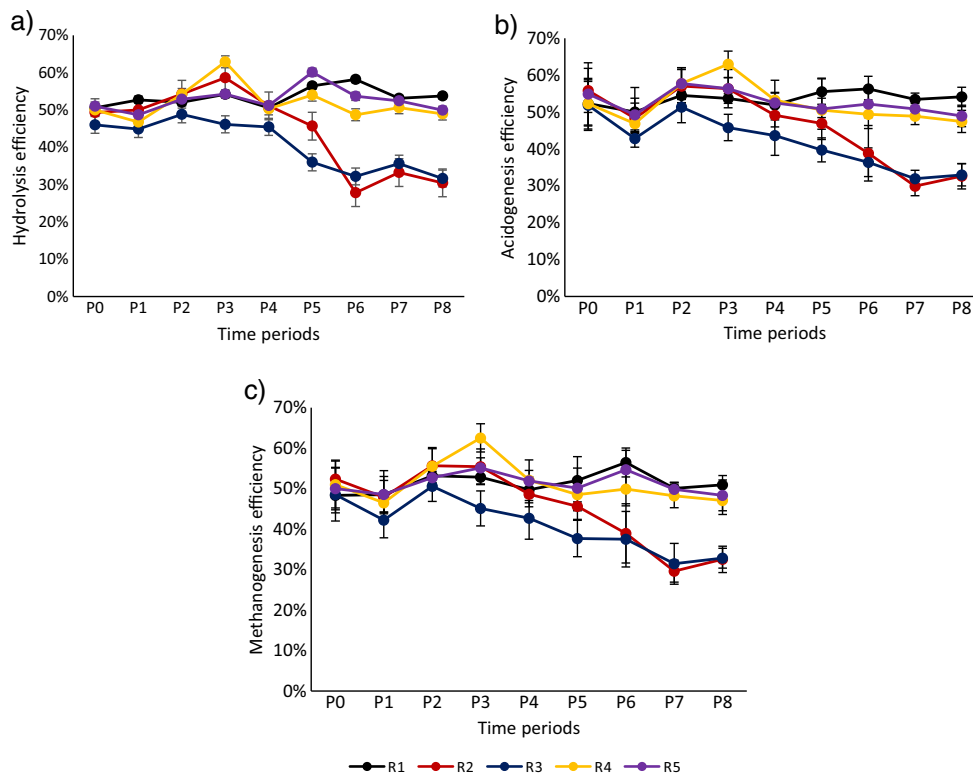 a)
70%
60%
50%
40%
30%
20%
10%
0%
Hydrolysis efficiency
P0 P1 P2 P3 P4 P5 P6 P7 P8
Time periods
b)
70%
60%
50%
40%
30%
20%
10%
0%
Acidogenesis efficiency
P0 P1 P2 P3 P4 P5 P6 P7 P8
Time periods
c)
70%
60%
50%
40%
30%
20%
10%
0%
Methanogenesis efficiency
P0 P1 P2 P3 P4 P5 P6 P7 P8
Time periods
R1 R2 R3 R4 R5